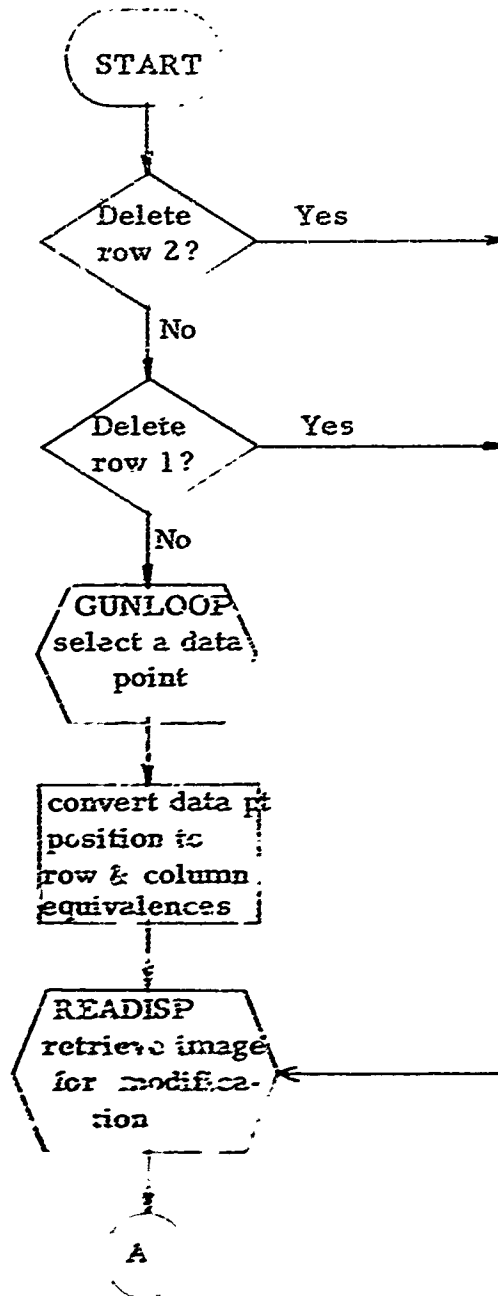 START
Delete
row 2?
Yes
No
Delete
row 1?
Yes
No
GUNLOOP
select a data
point
convert data pt
position to
row & column
equivalences
READISP
retrieve image
for modifica-
tion
A